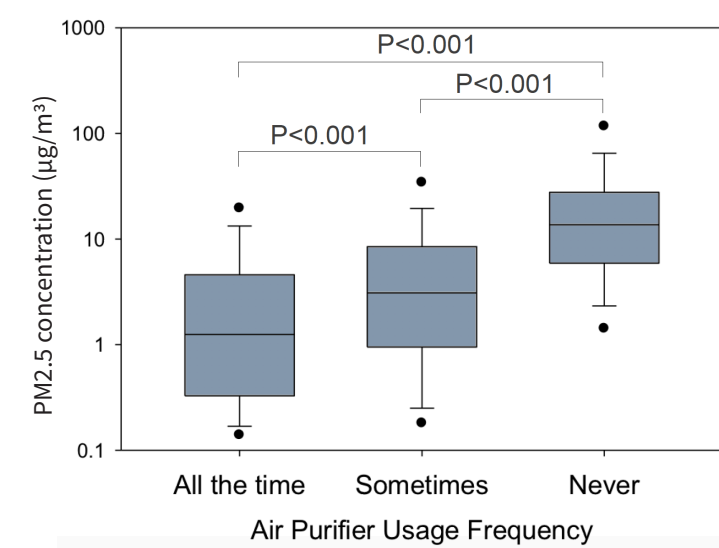 1000
P<0.001
P<0.001
100
P<0.001
10
1
0.1
PM2.5 concentration (µg/m³)
All the time Sometimes Never
Air Purifier Usage Frequency